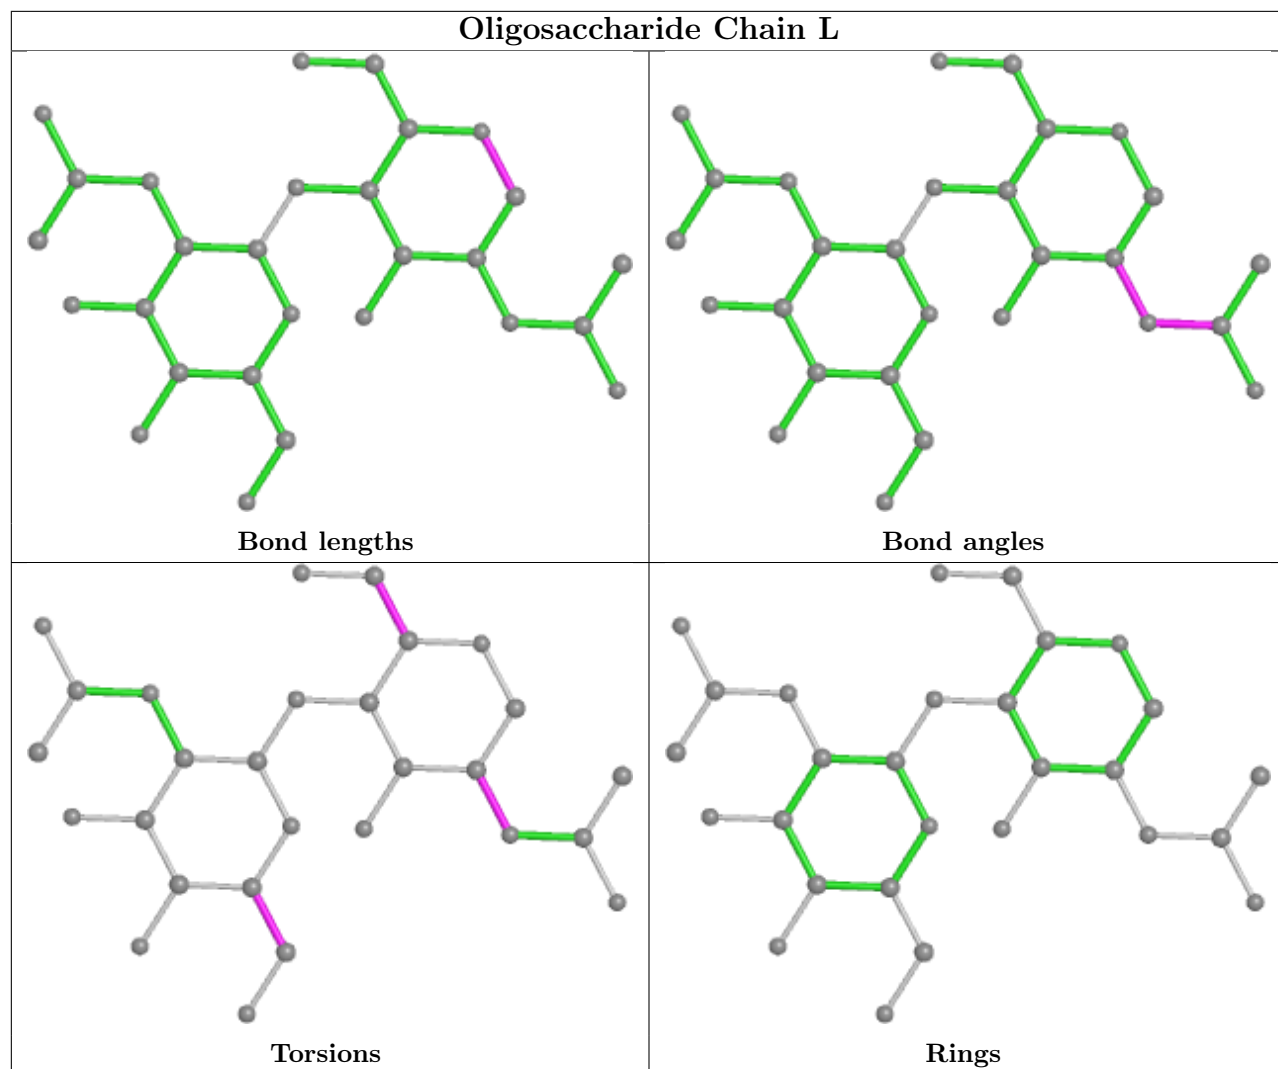 Oligosaccharide Chain L
Bond lengths
Bond angles
Torsions
Rings